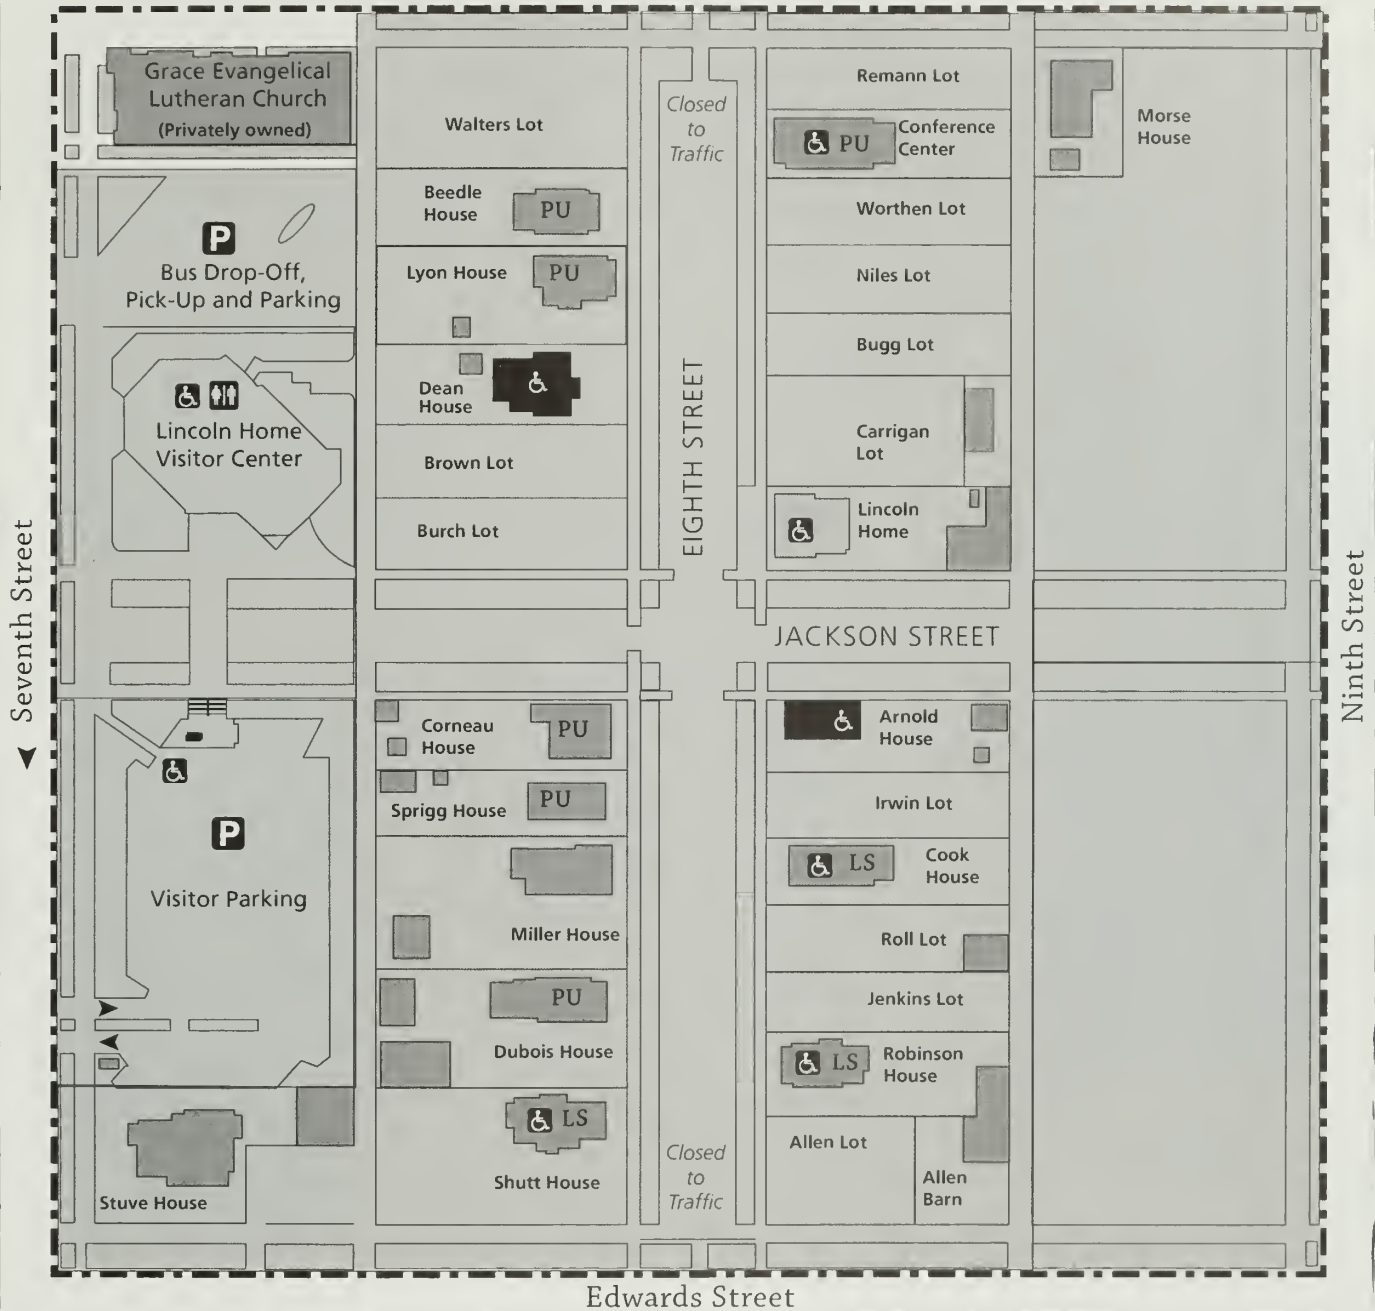 Grace Evangelical
Lutheran Church
(Privately owned)
P
Bus Drop-Off,
Pick-Up and Parking
Lincoln Home
Visitor Center
Seventh Street
P
Visitor Parking
Stuve House
Walters Lot
Beedle
House
PU
Lyon House
PU
Dean
House
Brown Lot
Burch Lot
Corneau
House
PU
Sprigg House
PU
Miller House
PU
Dubois House
LS
Shutt House
Closed
to
Traffic
EIGHTH STREET
JACKSON STREET
Closed
to
Traffic
Remann Lot
PU
Conference
Center
Worthen Lot
Niles Lot
Bugg Lot
Carrigan
Lot
Lincoln
Home
Arnold
House
Irwin Lot
LS
Cook
House
Roll Lot
Jenkins Lot
LS
Robinson
House
Allen Lot
Allen
Barn
Morse
House
Ninth Street
Edwards Street